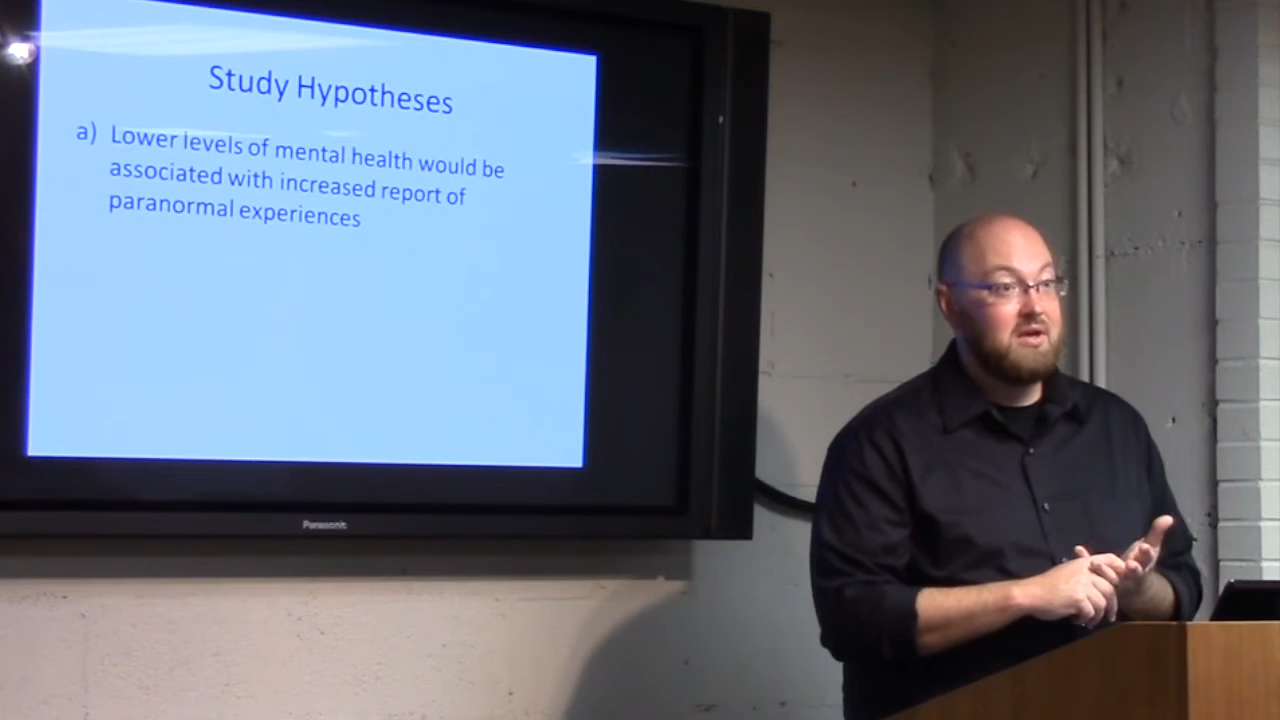 Study Hypotheses
a) Lower levels of mental health would be
associated with increased report of
paranormal experiences
Panasonic